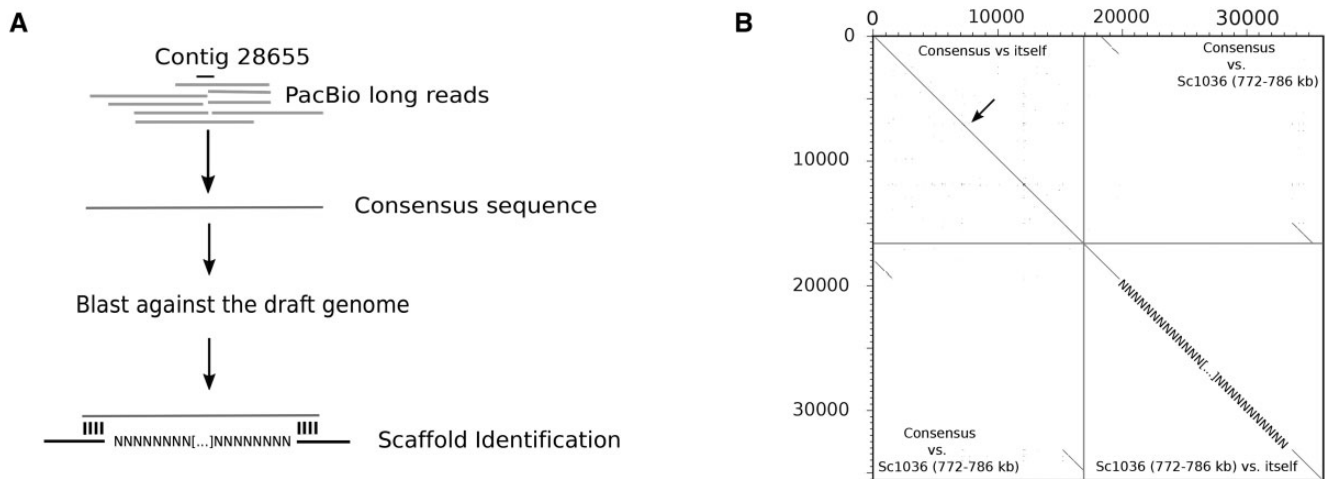 A
Contig 28655
PacBio long reads
Consensus sequence
Blast against the draft genome
NNNNNNNN[...]NNNNNNNN
Scaffold Identification
B
0 10000 20000 30000
0
10000
20000
30000
Consensus vs itself
Consensus
vs.
Sc1036 (772-786 kb)
NNNNNNNNNNNNN[...]NNNNNNNNNNNN
Consensus
vs.
Sc1036 (772-786 kb)
Sc1036 (772-786 kb) vs. itself